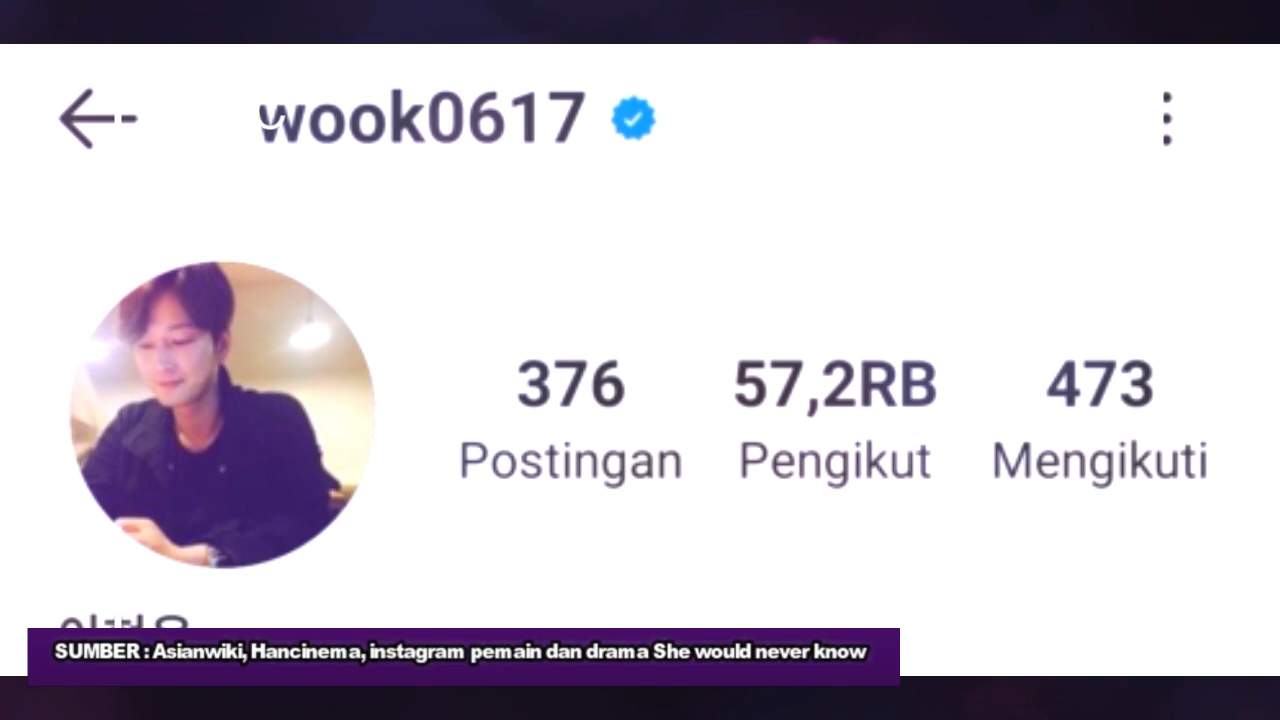 wook0617
376 57,2RB 473
Postingan Pengikut Mengikuti
SUMBER : Asianwiki, Hancinema, instagram pemain dan drama She would never know